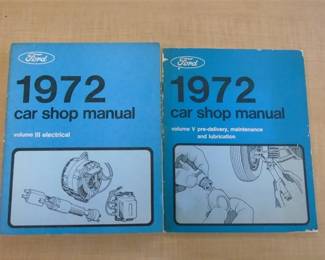 Ford
1972
car shop manual
volume III electrical
Ford
1972
car shop manual
volume V pre-delivery, maintenance
and lubrication